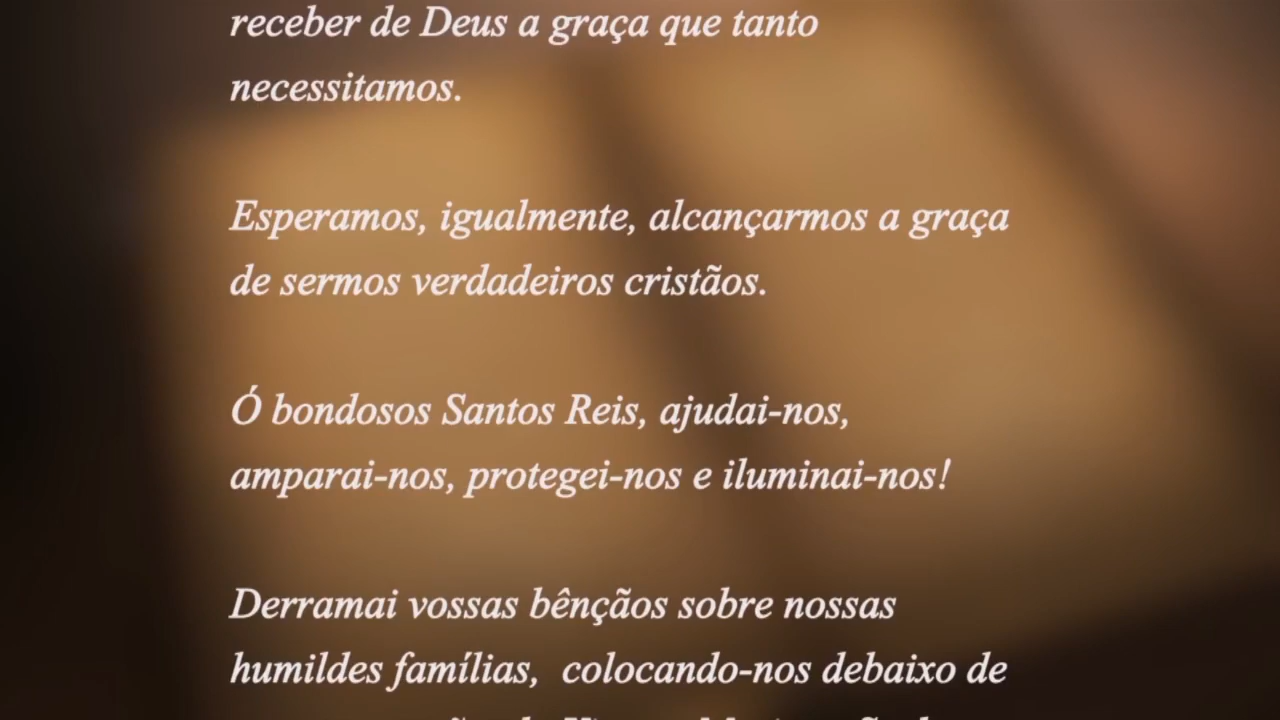 receber de Deus a graça que tanto
necessitamos.
Esperamos, igualmente, alcançarmos a graça
de sermos verdadeiros cristãos.
Ó bondosos Santos Reis, ajudai-nos,
amparai-nos, protegei-nos e iluminai-nos!
Derramai vossas bênçãos sobre nossas
humildes famílias,  colocando-nos debaixo de